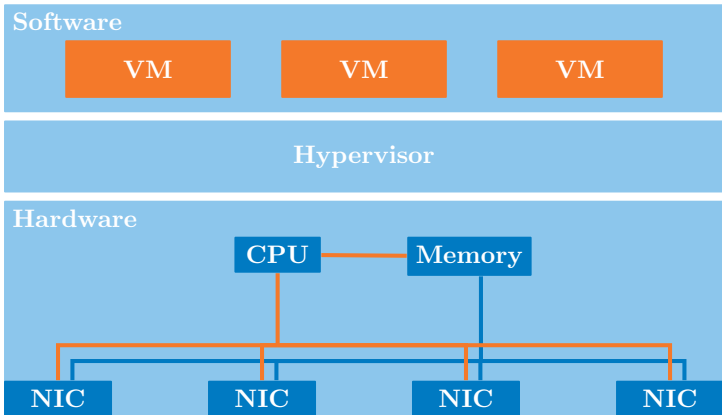 Software
VM VM VM
Hypervisor
Hardware
CPU Memory
NIC NIC NIC NIC